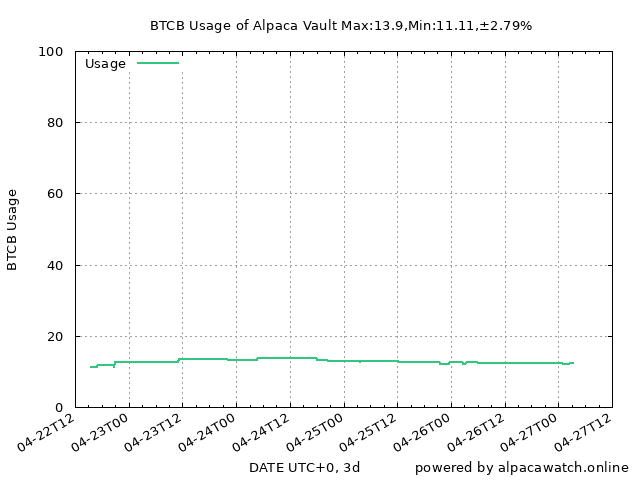 BTCB Usage of Alpaca Vault Max:13.9,Min:11.11,±2.79%
Usage
100
80
60
40
20
0
BTCB Usage
04-22T12
04-23T00
04-23T12
04-24T00
04-24T12
04-25T00
04-25T12
04-26T00
04-26T12
04-27T00
04-27T12
DATE UTC+0, 3d
powered by alpacawatch.online